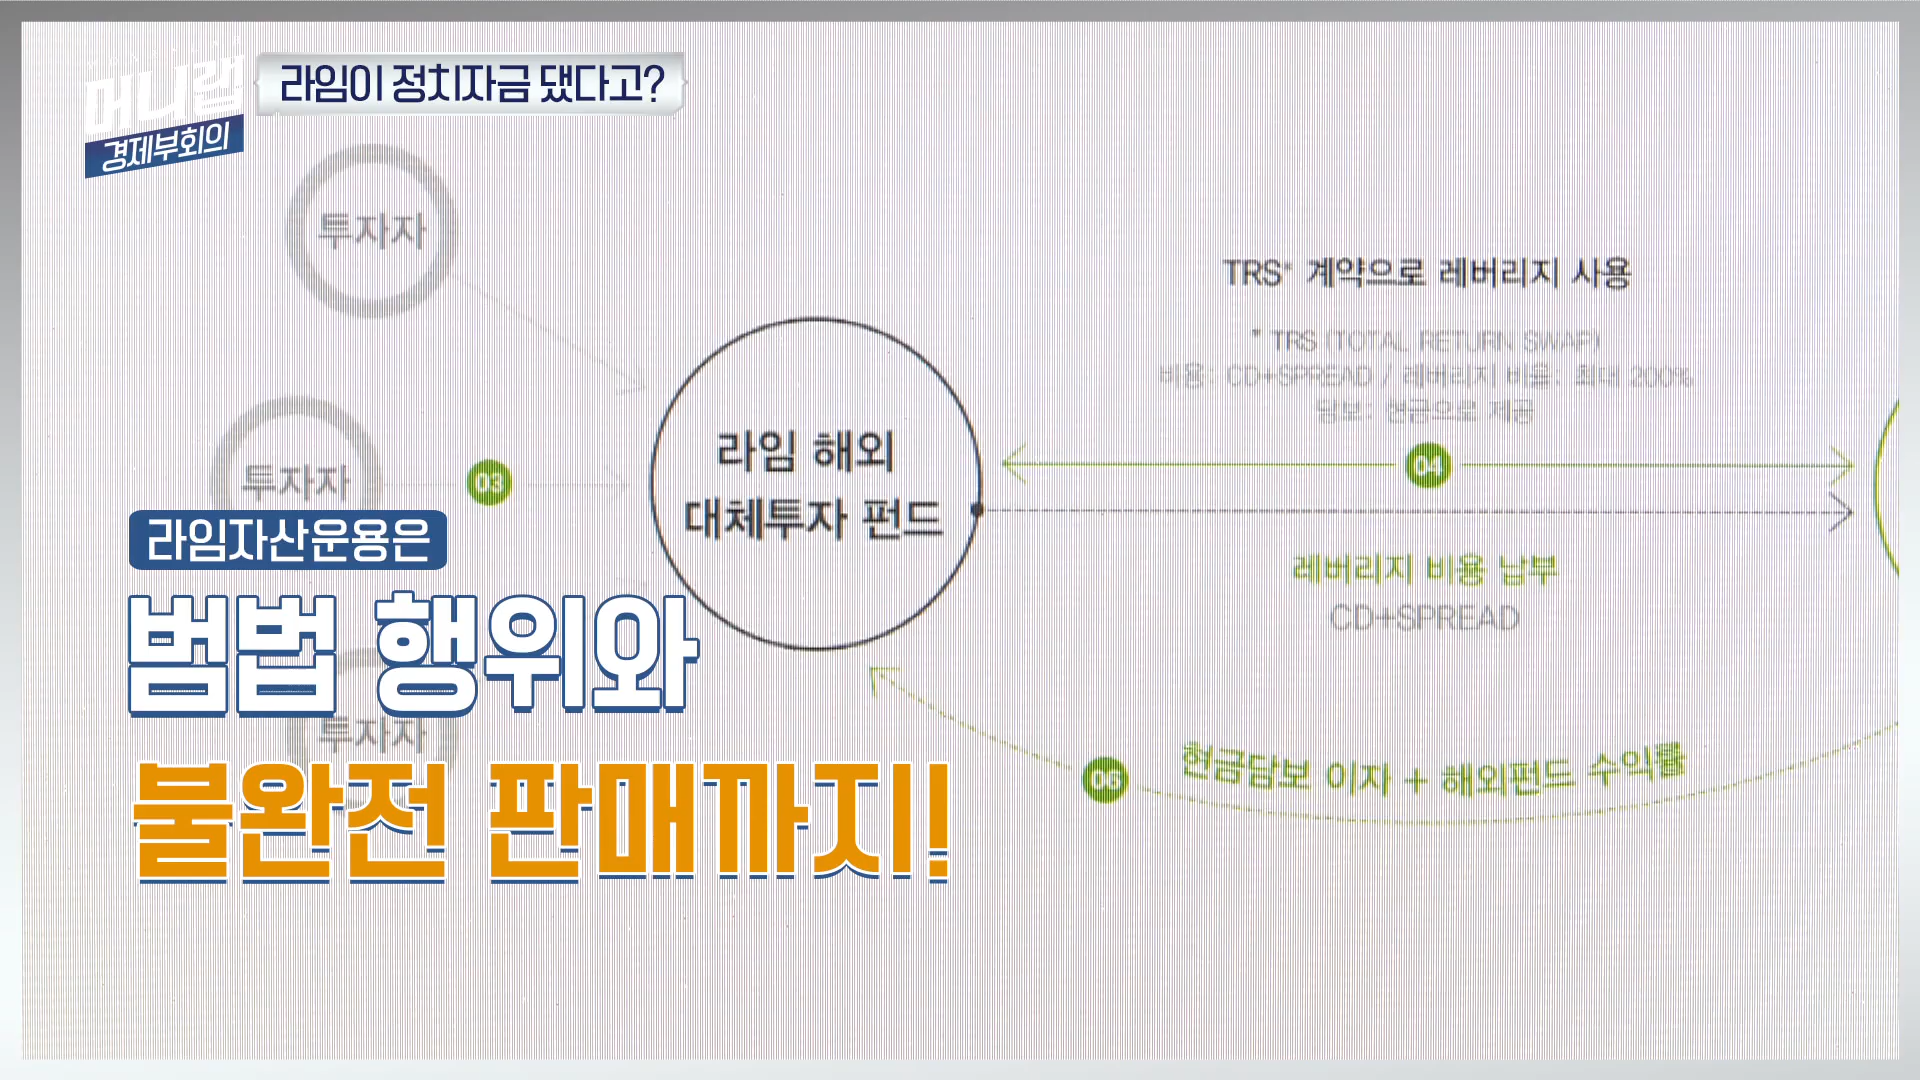 머니랩
경제부회의
라임이 정치자금 댔다고?
투자자
TRS* 계약으로 레버리지 사용
* TRS (TOTAL RETURN SWAP)
비용: CD+SPREAD / 레버리지 비율: 최대 200%
담보: 현금으로 제공
라임 해외
대체투자 펀드
투자자
03
04
레버리지 비용 납부
CD+SPREAD
라임자산운용은
범법 행위와
투자자
불완전 판매까지!
현금담보 이자 + 해외펀드 수익률